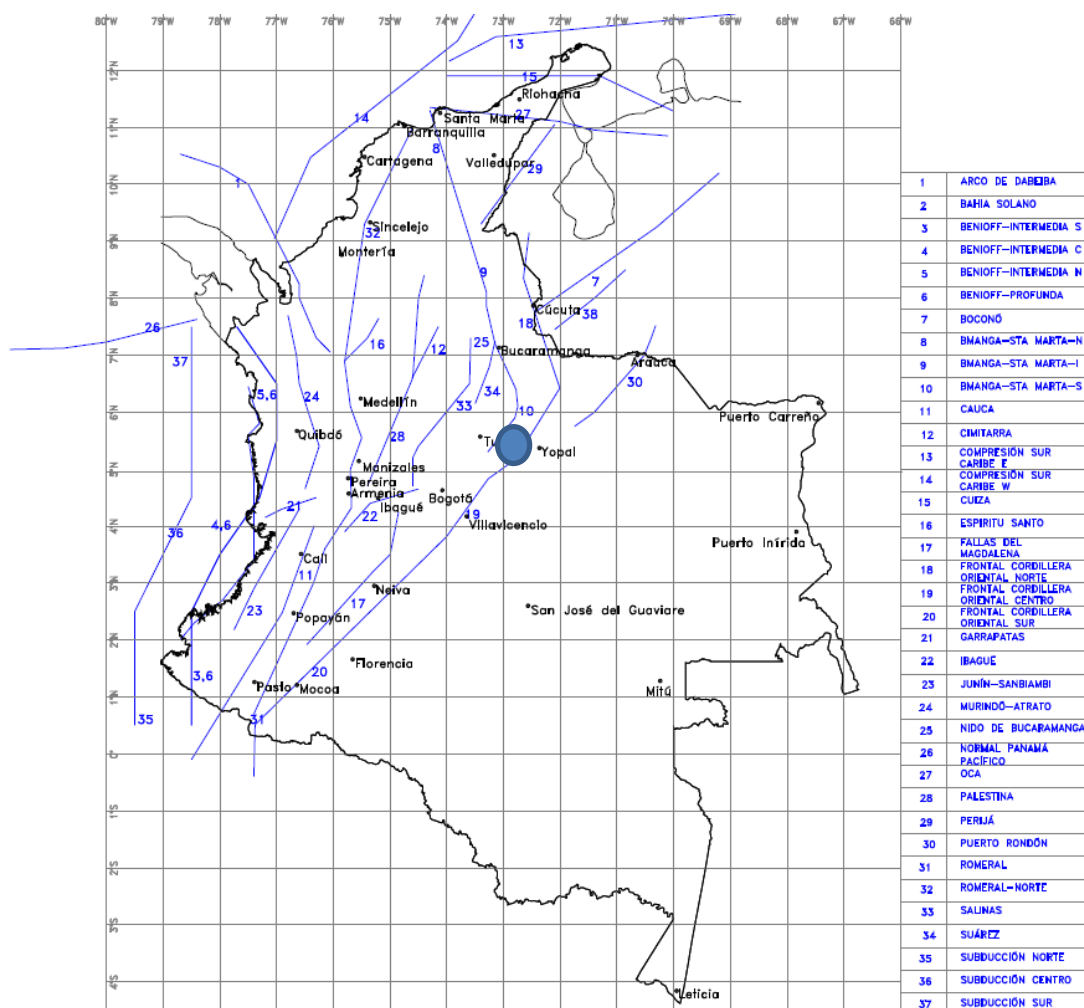 80°W 79°W 78°W 77°W 76°W 75°W 74°W 73°W 72°W 71°W 70°W 69°W 68°W 67°W 66°W
13
12°N
15
Riohacha
27
14
Santa Marta
11°N
Barranquilla
8
Cartagena
Valledupar
29
10°N
1
Sincelejo
32
9°N
Montería
9
7
8°N
Cúcuta
38
18
26
16
12
25
Bucaramanga
37
7°N
Arauca
30
34
5,6
24
Medellín
33
6°N
10
Puerto Carreño
Quibdó
28
Tu
Yopal
Manizales
5°N
Pereira
Armenia
Bogotá
21
Ibagué
22
19
4,6
Villavicencio
36
4°N
Puerto Inírida
Cali
11
3°N
Neiva
17
23
San José del Guaviare
Popayán
2°N
20
Florencia
3,6
Pasto
Mocoa
Mitú
1°N
35
31
0°
1°S
2°S
3°S
4°S
Leticia
1 ARCO DE DABEIBA
2 BAHIA SOLANO
3 BENIOFF-INTERMEDIA S
4 BENIOFF-INTERMEDIA C
5 BENIOFF-INTERMEDIA N
6 BENIOFF-PROFUNDA
7 BOCONÓ
8 BMANGA-STA MARTA-N
9 BMANGA-STA MARTA-I
10 BMANGA-STA MARTA-S
11 CAUCA
12 CIMITARRA
13 COMPRESIÓN SUR
CARIBE E
14 COMPRESIÓN SUR
CARIBE W
15 CUIZA
16 ESPIRITU SANTO
17 FALLAS DEL
MAGDALENA
18 FRONTAL CORDILLERA
ORIENTAL NORTE
19 FRONTAL CORDILLERA
ORIENTAL CENTRO
20 FRONTAL CORDILLERA
ORIENTAL SUR
21 GARRAPATAS
22 IBAGUÉ
23 JUNÍN-SANBIAMBI
24 MURINDÓ-ATRATO
25 NIDO DE BUCARAMANGA
26 NORMAL PANAMÁ
PACÍFICO
27 OCA
28 PALESTINA
29 PERIJÁ
30 PUERTO RONDÓN
31 ROMERAL
32 ROMERAL-NORTE
33 SALINAS
34 SUÁREZ
35 SUBDUCCIÓN NORTE
36 SUBDUCCIÓN CENTRO
37 SUBDUCCIÓN SUR